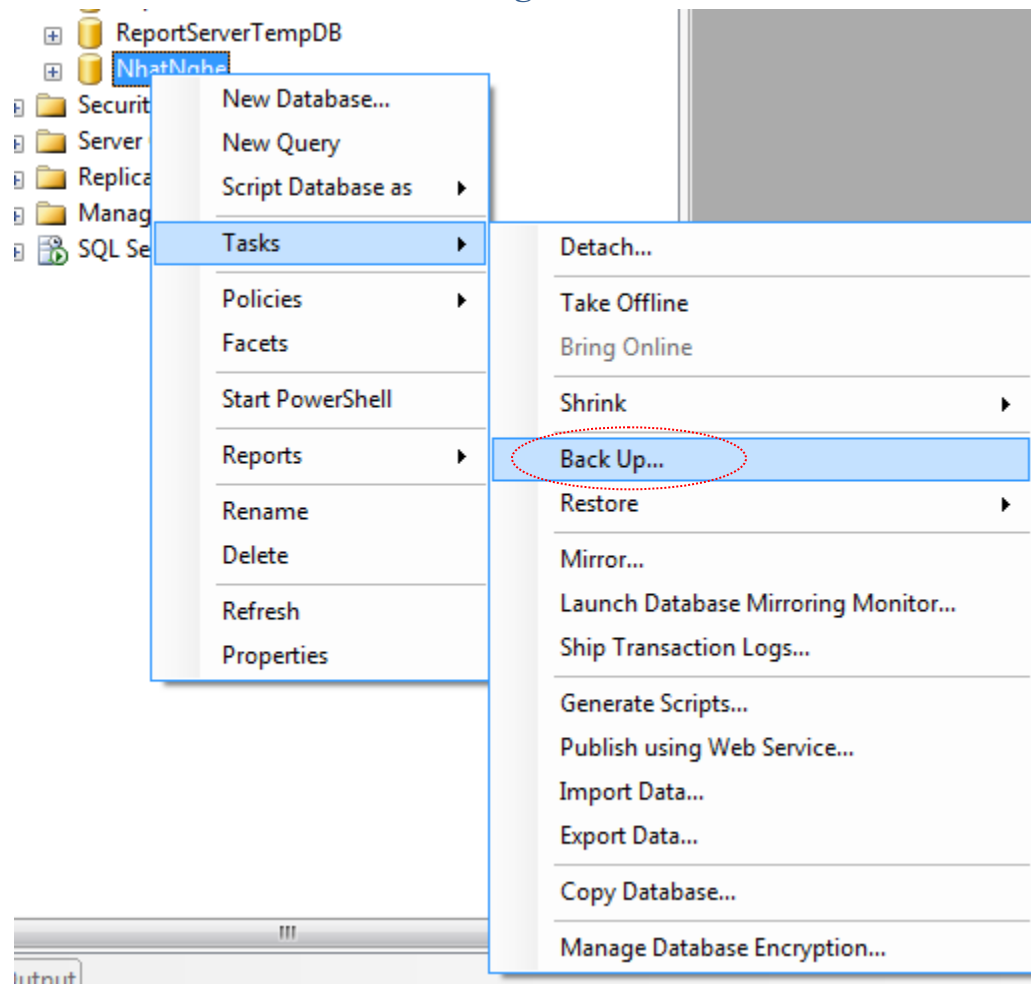 ReportServerTempDB
NhatNghe
Securit
Server
Replica
Manag
SQL Se
New Database...
New Query
Script Database as
Tasks
Policies
Facets
Start PowerShell
Reports
Rename
Delete
Refresh
Properties
Detach...
Take Offline
Bring Online
Shrink
Back Up...
Restore
Mirror...
Launch Database Mirroring Monitor...
Ship Transaction Logs...
Generate Scripts...
Publish using Web Service...
Import Data...
Export Data...
Copy Database...
Manage Database Encryption...